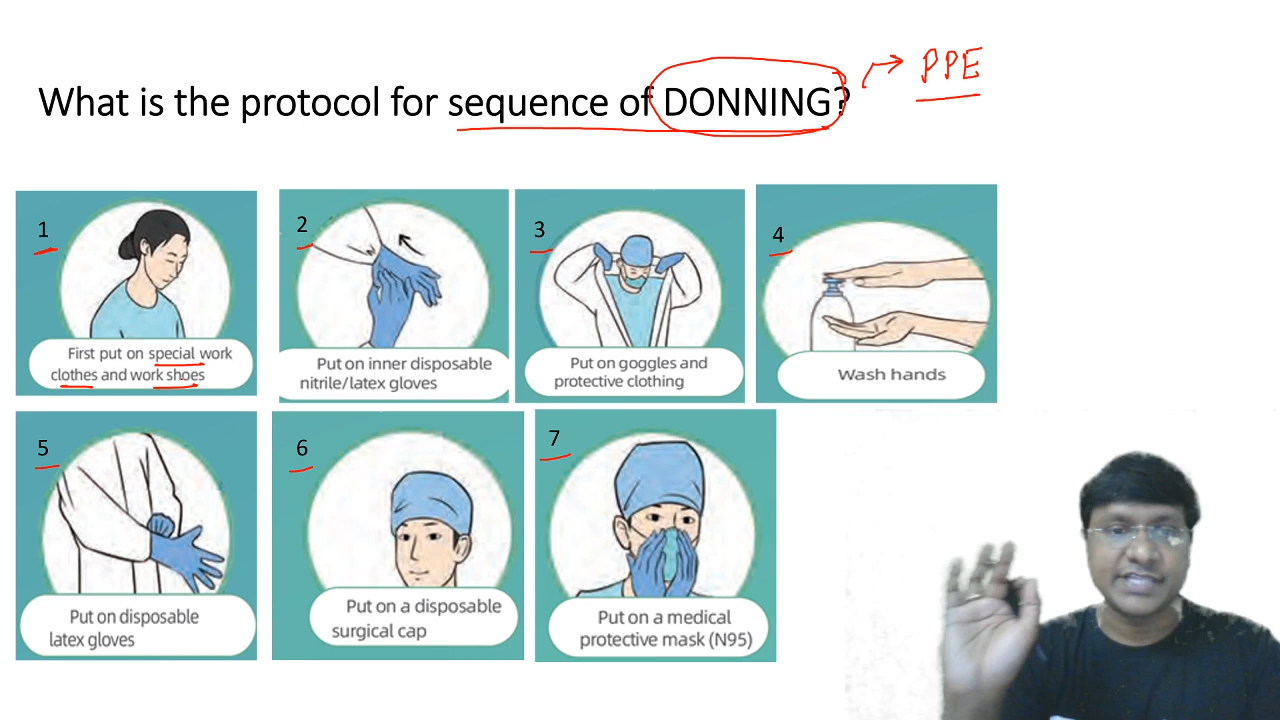 What is the protocol for sequence of DONNING?
PPE
1
First put on special work
clothes and work shoes
2
Put on inner disposable
nitrile/latex gloves
3
Put on goggles and
protective clothing
4
Wash hands
5
Put on disposable
latex gloves
6
Put on a disposable
surgical cap
7
Put on a medical
protective mask (N95)